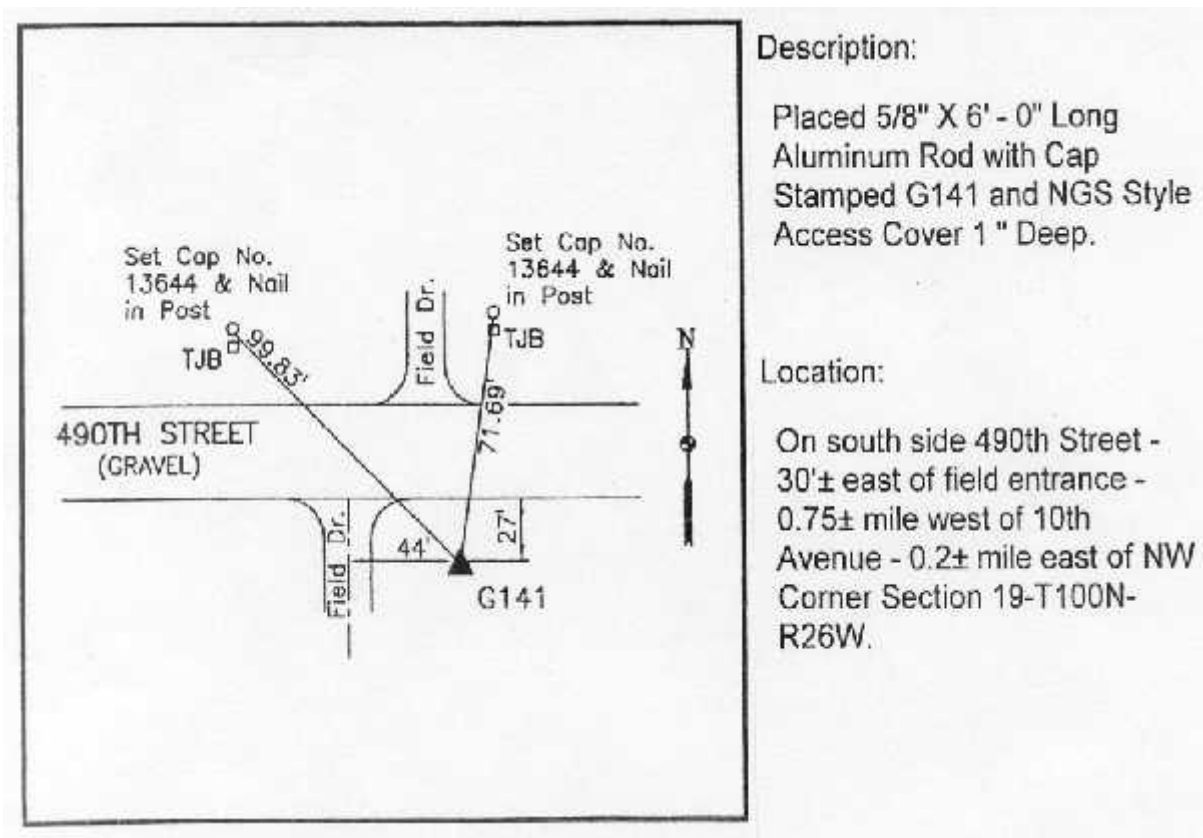 Description:
Placed 5/8" X 6' - 0" Long
Aluminum Rod with Cap
Stamped G141 and NGS Style
Access Cover 1 " Deep.
Location:
On south side 490th Street -
30'± east of field entrance -
0.75± mile west of 10th
Avenue - 0.2± mile east of NW
Corner Section 19-T100N-
R26W.
Set Cap No.
13644 & Nail
in Post
TJB
99.83'
Set Cap No.
13644 & Nail
in Post
TJB
71.69'
Field Dr.
N
490TH STREET
(GRAVEL)
Field Dr.
44'
27'
G141